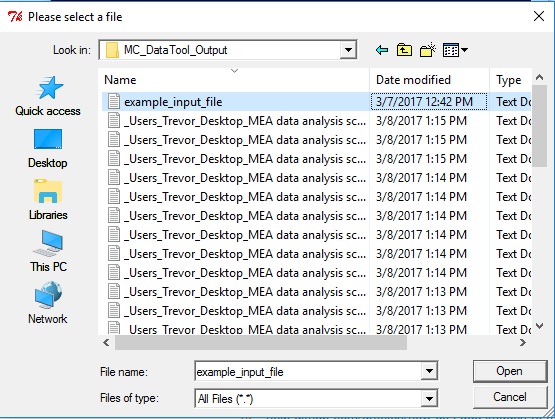 Please select a file
Look in: MC_DataTool_Output
Name Date modified Type
example_input_file 3/7/2017 12:42 PM Text Do
_Users_Trevor_Desktop_MEA data analysis sc... 3/8/2017 1:15 PM Text Do
_Users_Trevor_Desktop_MEA data analysis sc... 3/8/2017 1:15 PM Text Do
_Users_Trevor_Desktop_MEA data analysis sc... 3/8/2017 1:15 PM Text Do
_Users_Trevor_Desktop_MEA data analysis sc... 3/8/2017 1:14 PM Text Do
_Users_Trevor_Desktop_MEA data analysis sc... 3/8/2017 1:14 PM Text Do
_Users_Trevor_Desktop_MEA data analysis sc... 3/8/2017 1:14 PM Text Do
_Users_Trevor_Desktop_MEA data analysis sc... 3/8/2017 1:14 PM Text Do
_Users_Trevor_Desktop_MEA data analysis sc... 3/8/2017 1:14 PM Text Do
_Users_Trevor_Desktop_MEA data analysis sc... 3/8/2017 1:14 PM Text Do
_Users_Trevor_Desktop_MEA data analysis sc... 3/8/2017 1:13 PM Text Do
_Users_Trevor_Desktop_MEA data analysis sc... 3/8/2017 1:13 PM Text Do
_Users_Trevor_Desktop_MEA data analysis sc... 3/8/2017 1:13 PM Text Do
Quick access
Desktop
Libraries
This PC
Network
File name: example_input_file Open
Files of type: All Files (*.*) Cancel